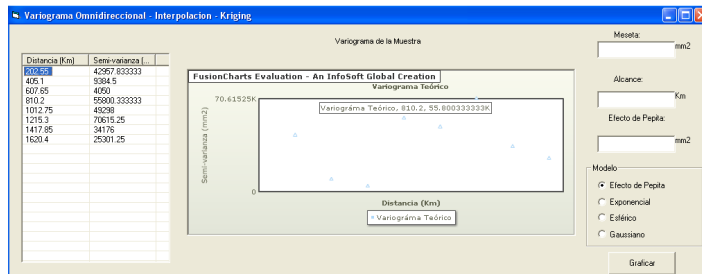 Variograma Omnidireccional - Interpolacion - Kriging
Variograma de la Muestra
Distancia (Km) Semi-varianza (...
202.55 42957.833333
405.1 9384.5
607.65 4050
810.2 55800.333333
1012.75 49298
1215.3 70615.25
1417.85 34176
1620.4 25301.25
FusionCharts Evaluation - An InfoSoft Global Creation
Variograma Teórico
70.61525K
Variográma Teórico, 810.2, 55.800333333K
Semi-varianza (mm2)
0
Distancia (Km)
Variográma Teórico
Meseta:
mm2
Alcance:
Km
Efecto de Pepita:
mm2
Modelo
Efecto de Pepita
Exponencial
Esférico
Gaussiano
Graficar